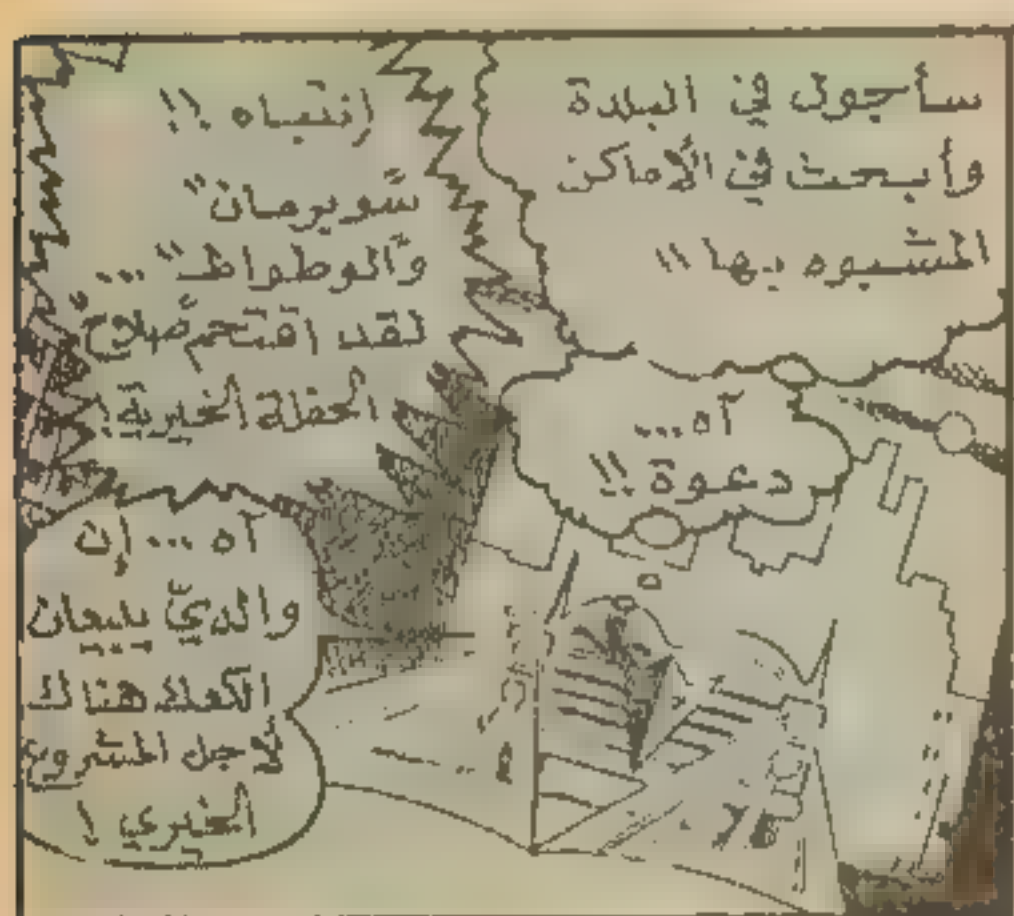 سأجول في البلدة
وأبحث في الأماكن
المشبوه بها !!
آه ...
دعوة !!
إنتباه !!
"سوبرمان"
و"الوطواط" ...
لقد اقتحم صلاح
الحفلة الخيرية !
آه ... إن
والديّ يبيعان
الكعك هناك
لأجل المشروع
الخيري !